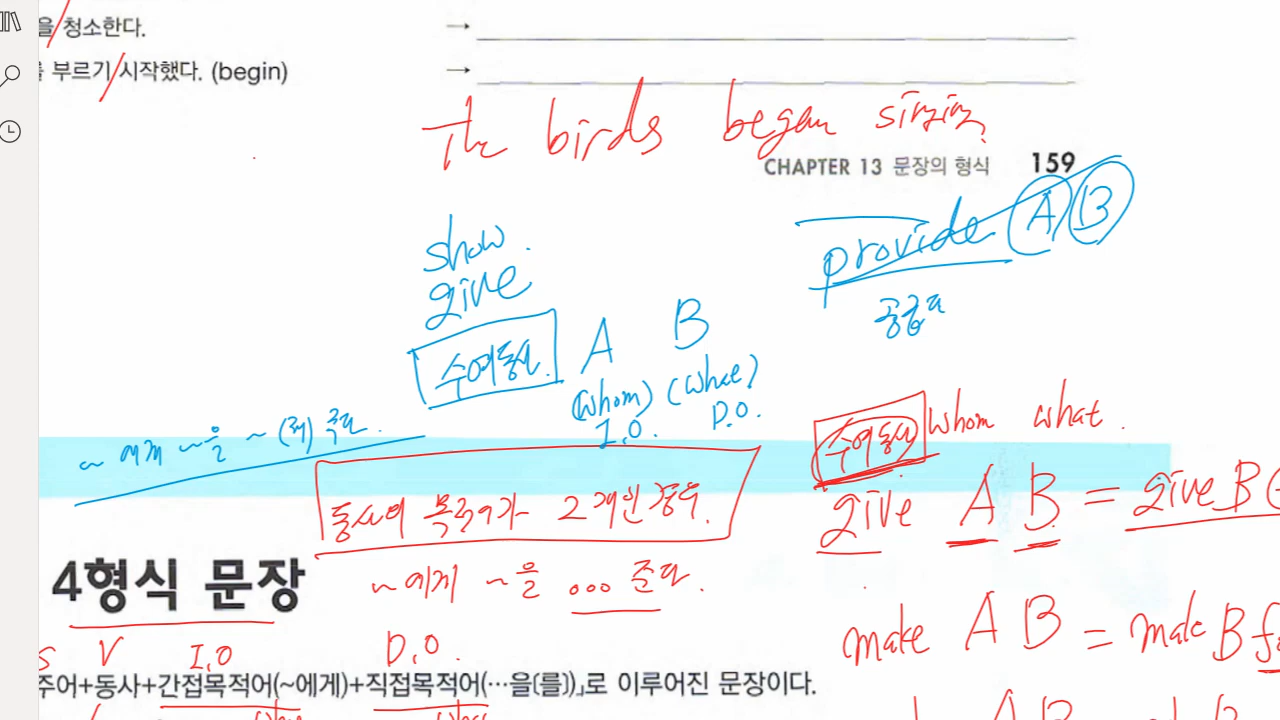 을 청소한다. →
부르기 시작했다. (begin) →
The birds began singing
CHAPTER 13 문장의 형식 159
show
give
provide A B
공급
수여동사 A B
(whom) (what)
I.O. D.O.
~에게 ~을 ~ (해) 주다.
수여동사 whom what.
give A B = give B
동사의 목적어가 2개인 경우.
~에게 ~을 ... 준다.
4형식 문장
make A B = make B fo
S V I.O D.O.
주어+동사+간접목적어(~에게)+직접목적어(…을(를))」로 이루어진 문장이다.
A B